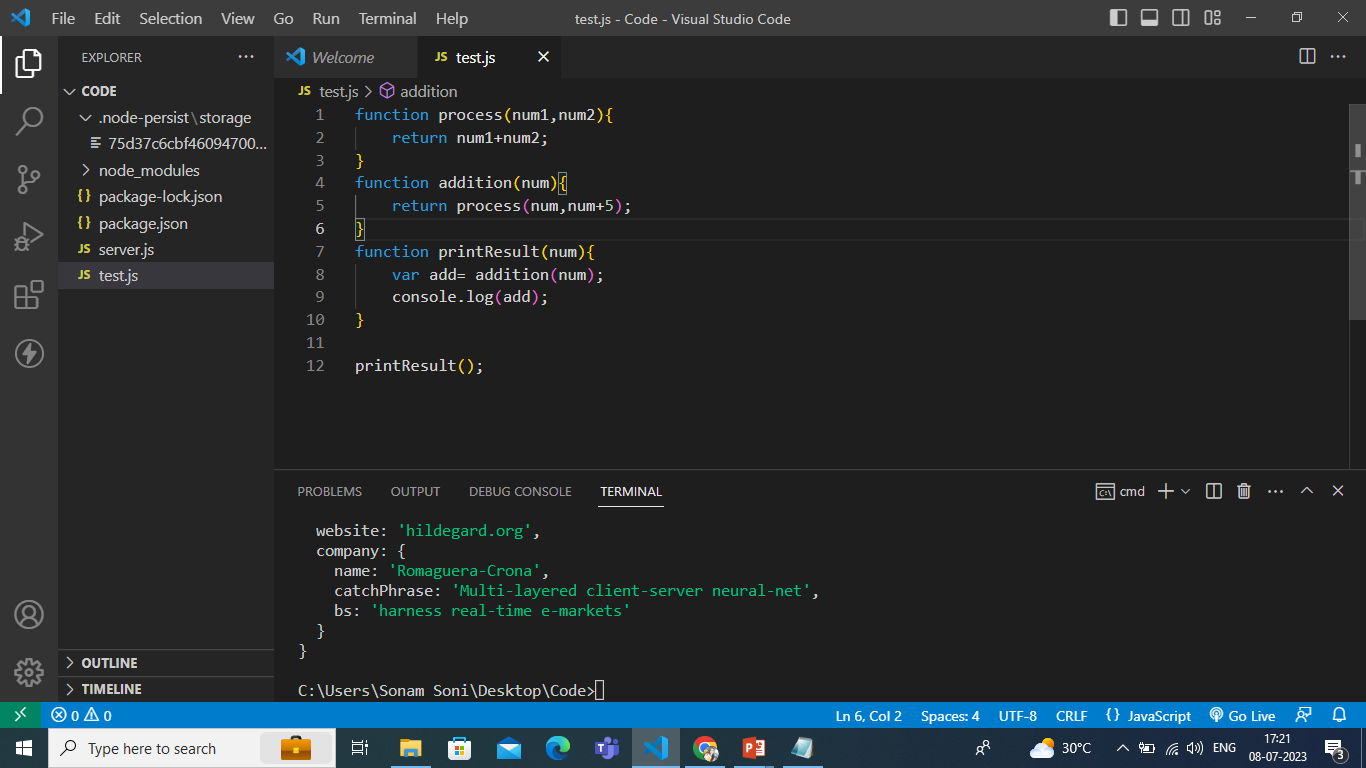 File Edit Selection View Go Run Terminal Help
test.js - Code - Visual Studio Code
EXPLORER
CODE
.node-persist\storage
75d37c6cbf46094700...
node_modules
{} package-lock.json
{} package.json
JS server.js
JS test.js
OUTLINE
TIMELINE
Welcome
JS test.js
JS test.js > addition
1 function process(num1,num2){
2     return num1+num2;
3 }
4 function addition(num){
5     return process(num,num+5);
6 }
7 function printResult(num){
8     var add= addition(num);
9     console.log(add);
10 }
11
12 printResult();
PROBLEMS OUTPUT DEBUG CONSOLE TERMINAL
cmd
  website: 'hildegard.org',
  company: {
    name: 'Romaguera-Crona',
    catchPhrase: 'Multi-layered client-server neural-net',
    bs: 'harness real-time e-markets'
  }
}
C:\Users\Sonam Soni\Desktop\Code>
0 0 Ln 6, Col 2 Spaces: 4 UTF-8 CRLF {} JavaScript Go Live
Type here to search
30°C
ENG
17:21
08-07-2023
3